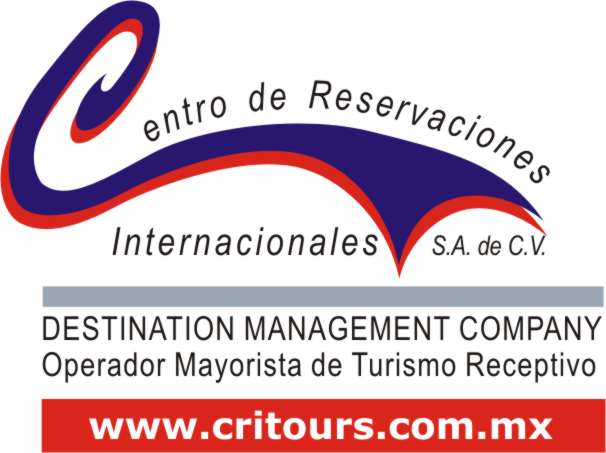 Centro de Reservaciones
Internacionales S.A. de C.V.
DESTINATION MANAGEMENT COMPANY
Operador Mayorista de Turismo Receptivo
www.critours.com.mx